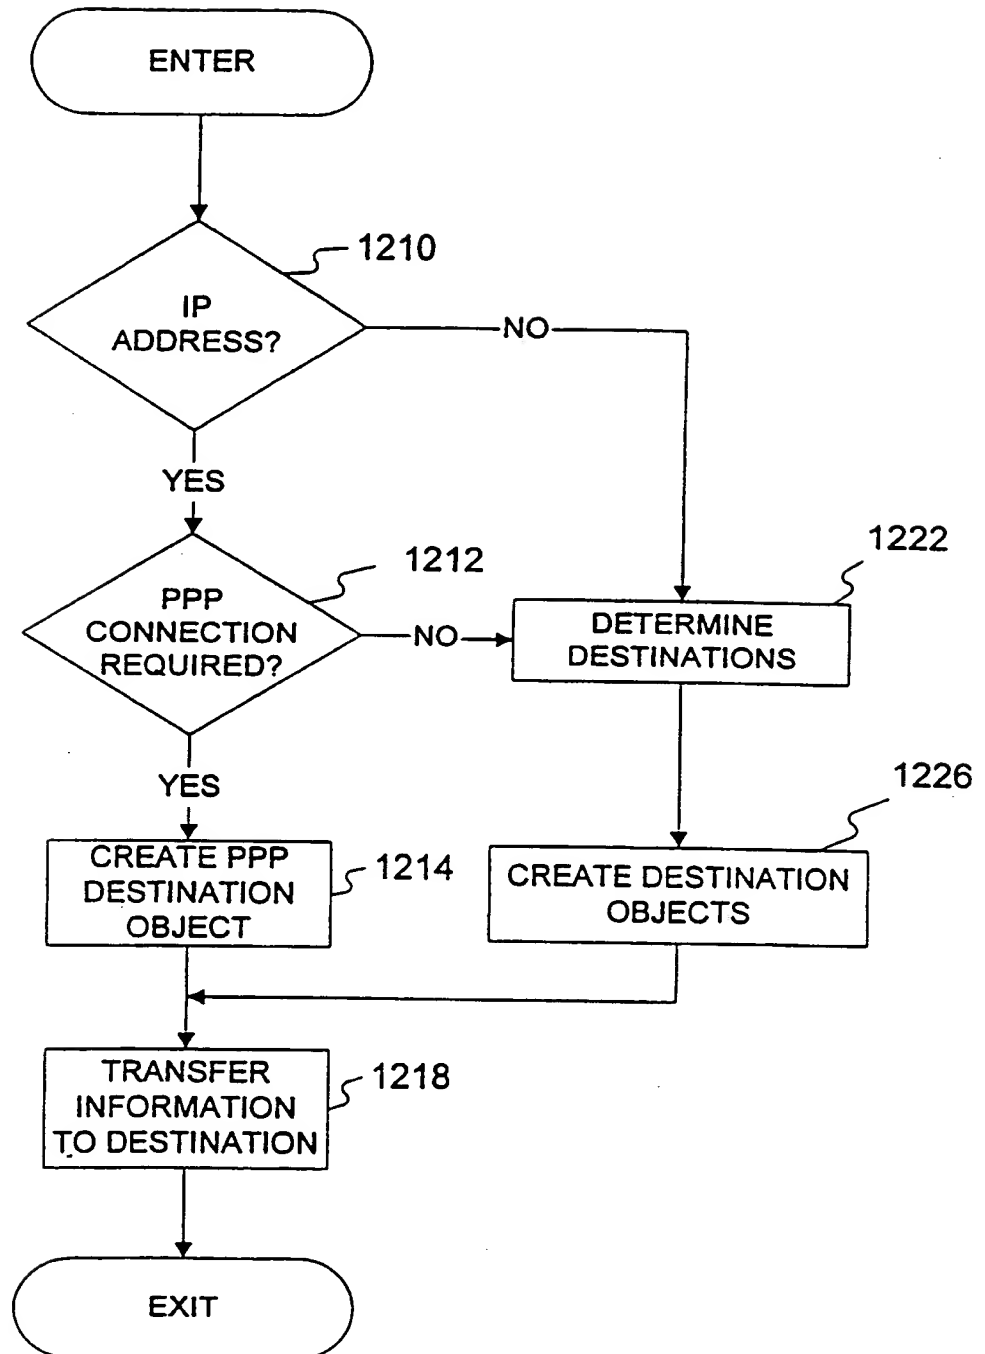 ENTER
1210
IP
ADDRESS?
NO
YES
1212
PPP
CONNECTION
REQUIRED?
NO
1222
DETERMINE
DESTINATIONS
YES
1226
CREATE PPP
DESTINATION
OBJECT
1214
CREATE DESTINATION
OBJECTS
TRANSFER
INFORMATION
TO DESTINATION
1218
EXIT